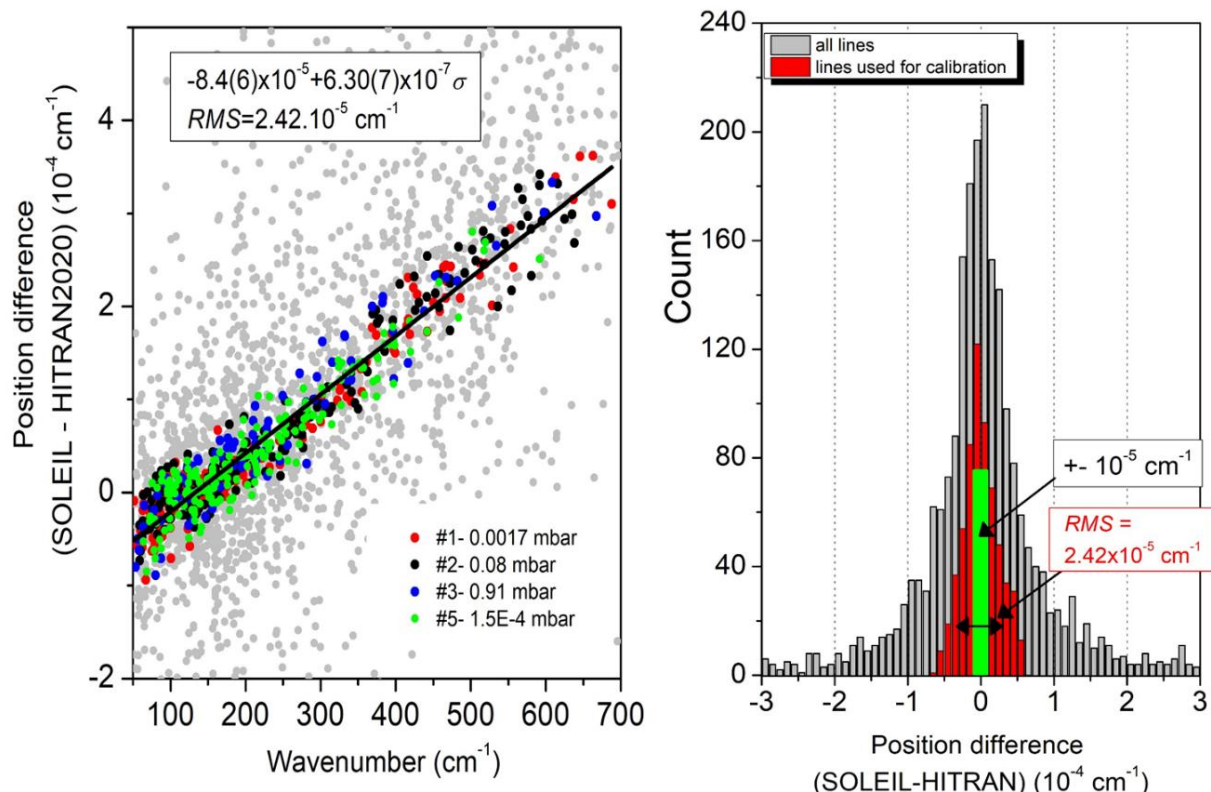 -8.4(6)x10⁻⁵+6.30(7)x10⁻⁷σ
RMS=2.42.10⁻⁵ cm⁻¹
Position difference
(SOLEIL - HITRAN2020) (10⁻⁴ cm⁻¹)
4
2
0
-2
#1- 0.0017 mbar
#2- 0.08 mbar
#3- 0.91 mbar
#5- 1.5E-4 mbar
100 200 300 400 500 600 700
Wavenumber (cm⁻¹)
240
200
160
120
80
40
0
Count
all lines
lines used for calibration
+- 10⁻⁵ cm⁻¹
RMS =
2.42x10⁻⁵ cm⁻¹
-3 -2 -1 0 1 2 3
Position difference
(SOLEIL-HITRAN) (10⁻⁴ cm⁻¹)